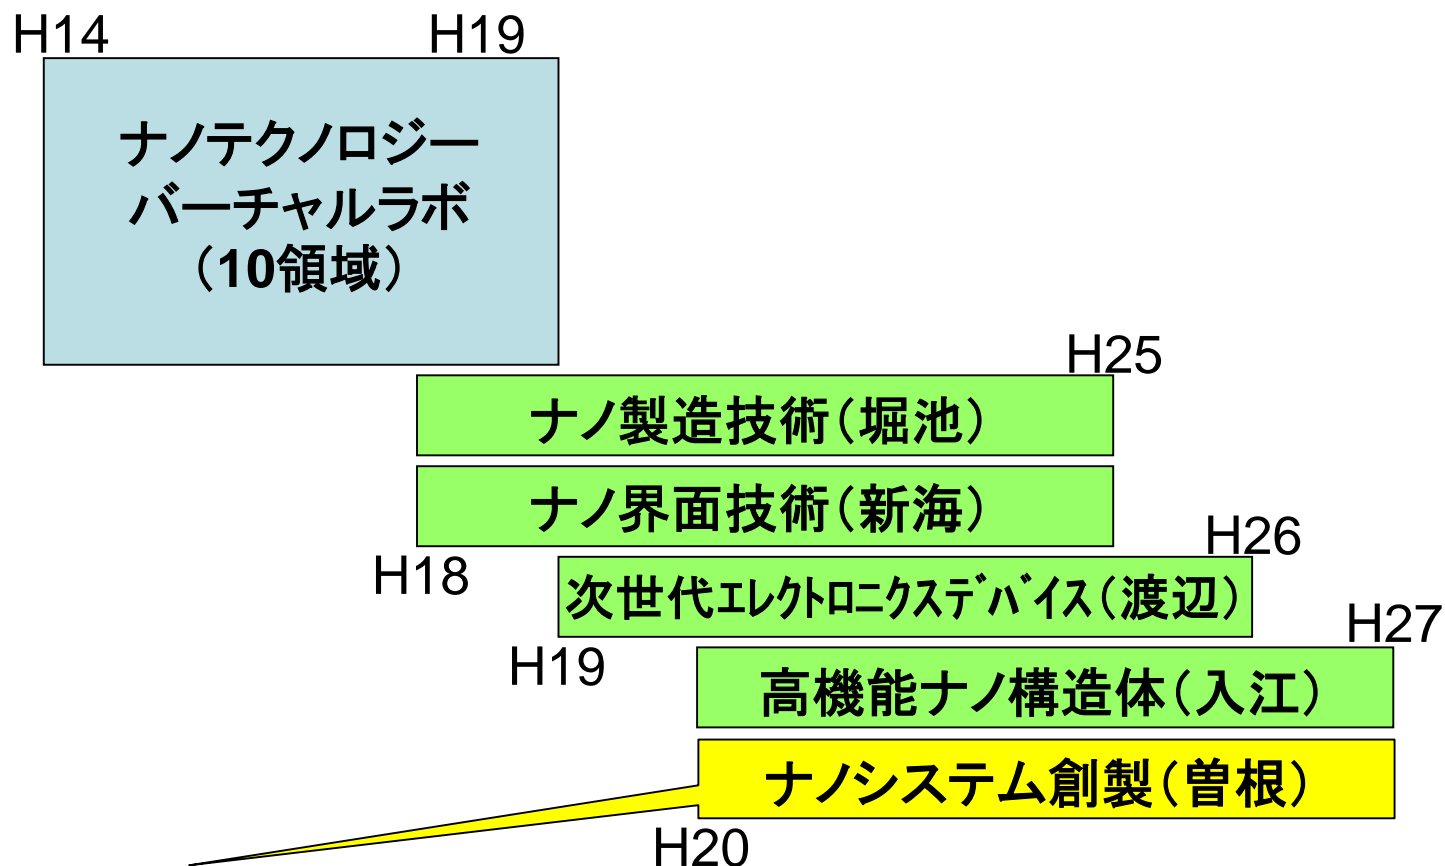 H14
H19
ナノテクノロジー
バーチャルラボ
（10領域）
H25
ナノ製造技術（堀池）
ナノ界面技術（新海）
H18
H26
次世代ｴﾚｸﾄﾛﾆｸｽﾃﾞﾊﾞｲｽ（渡辺）
H19
H27
高機能ナノ構造体（入江）
ナノシステム創製（曽根）
H20